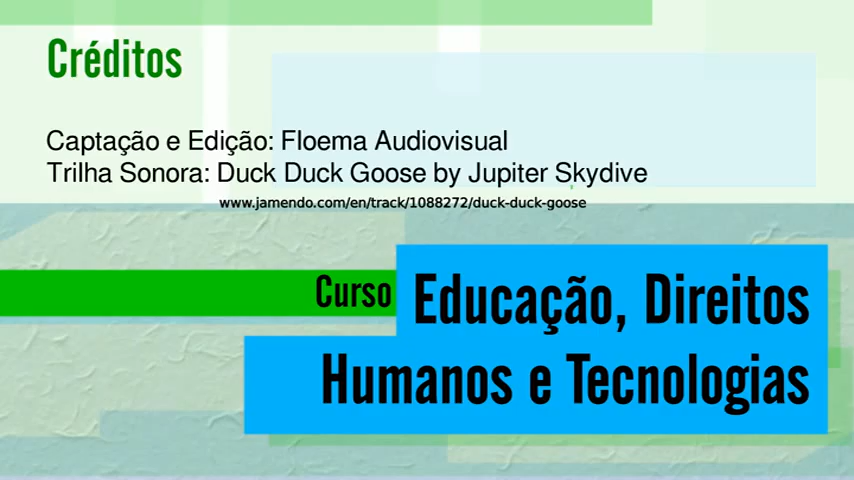 Créditos
Captação e Edição: Floema Audiovisual
Trilha Sonora: Duck Duck Goose by Jupiter Skydive
www.jamendo.com/en/track/1088272/duck-duck-goose
Curso Educação, Direitos
Humanos e Tecnologias